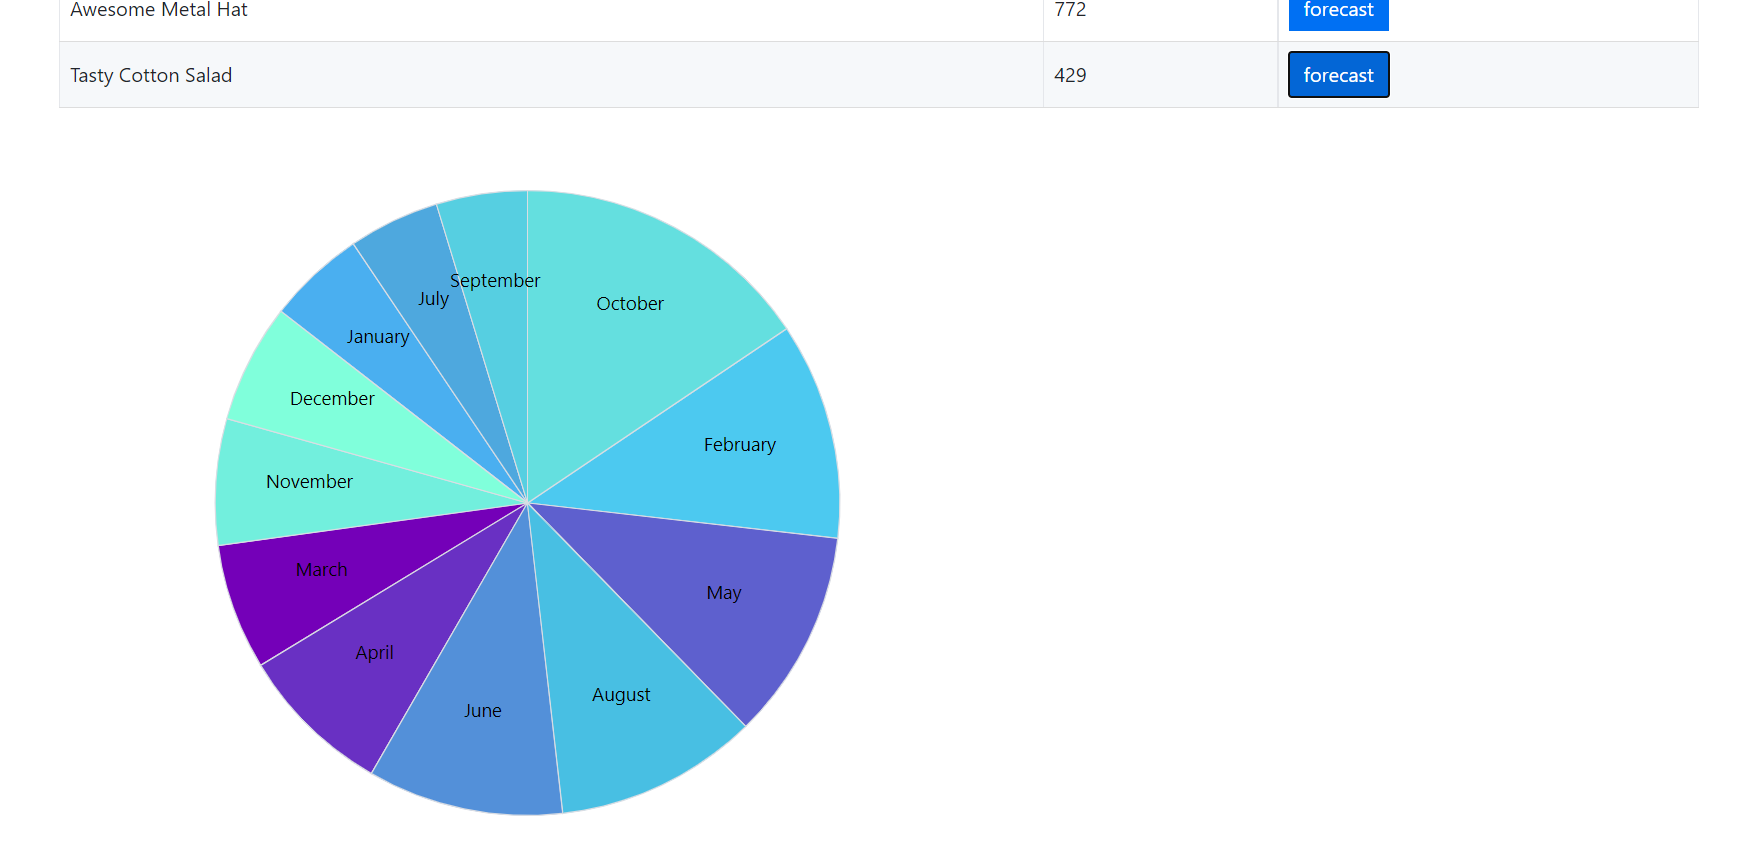 Awesome Metal Hat 772 forecast
Tasty Cotton Salad 429 forecast
September
July
October
January
December
February
November
March
May
April
August
June